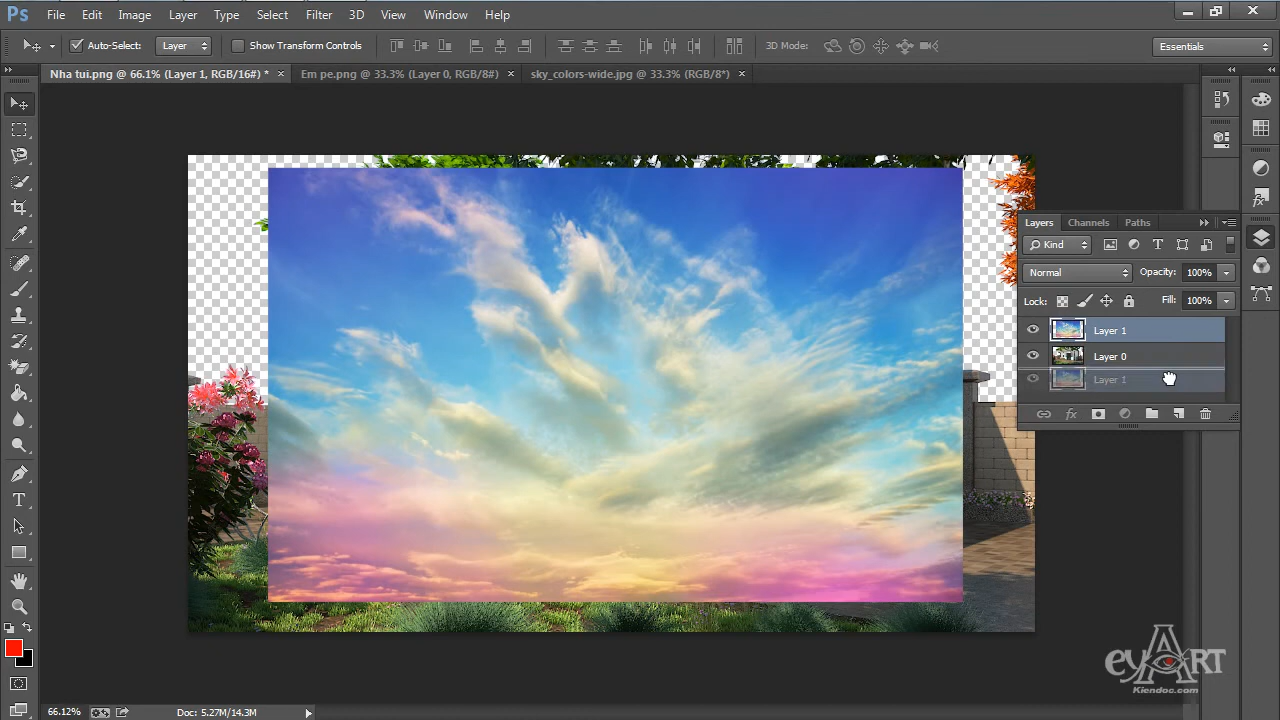 Ps File Edit Image Layer Type Select Filter 3D View Window Help
Auto-Select: Layer Show Transform Controls 3D Mode: Essentials
Nha tui.png @ 66.1% (Layer 1, RGB/16#) * × Em pe.png @ 33.3% (Layer 0, RGB/8#) × sky_colors-wide.jpg @ 33.3% (RGB/8*) ×
Layers Channels Paths
Kind
Normal Opacity: 100%
Lock: Fill: 100%
Layer 1
Layer 0
Layer 1
fx
T
eyART
Kiendoc.com
66.12% Doc: 5.27M/14.3M